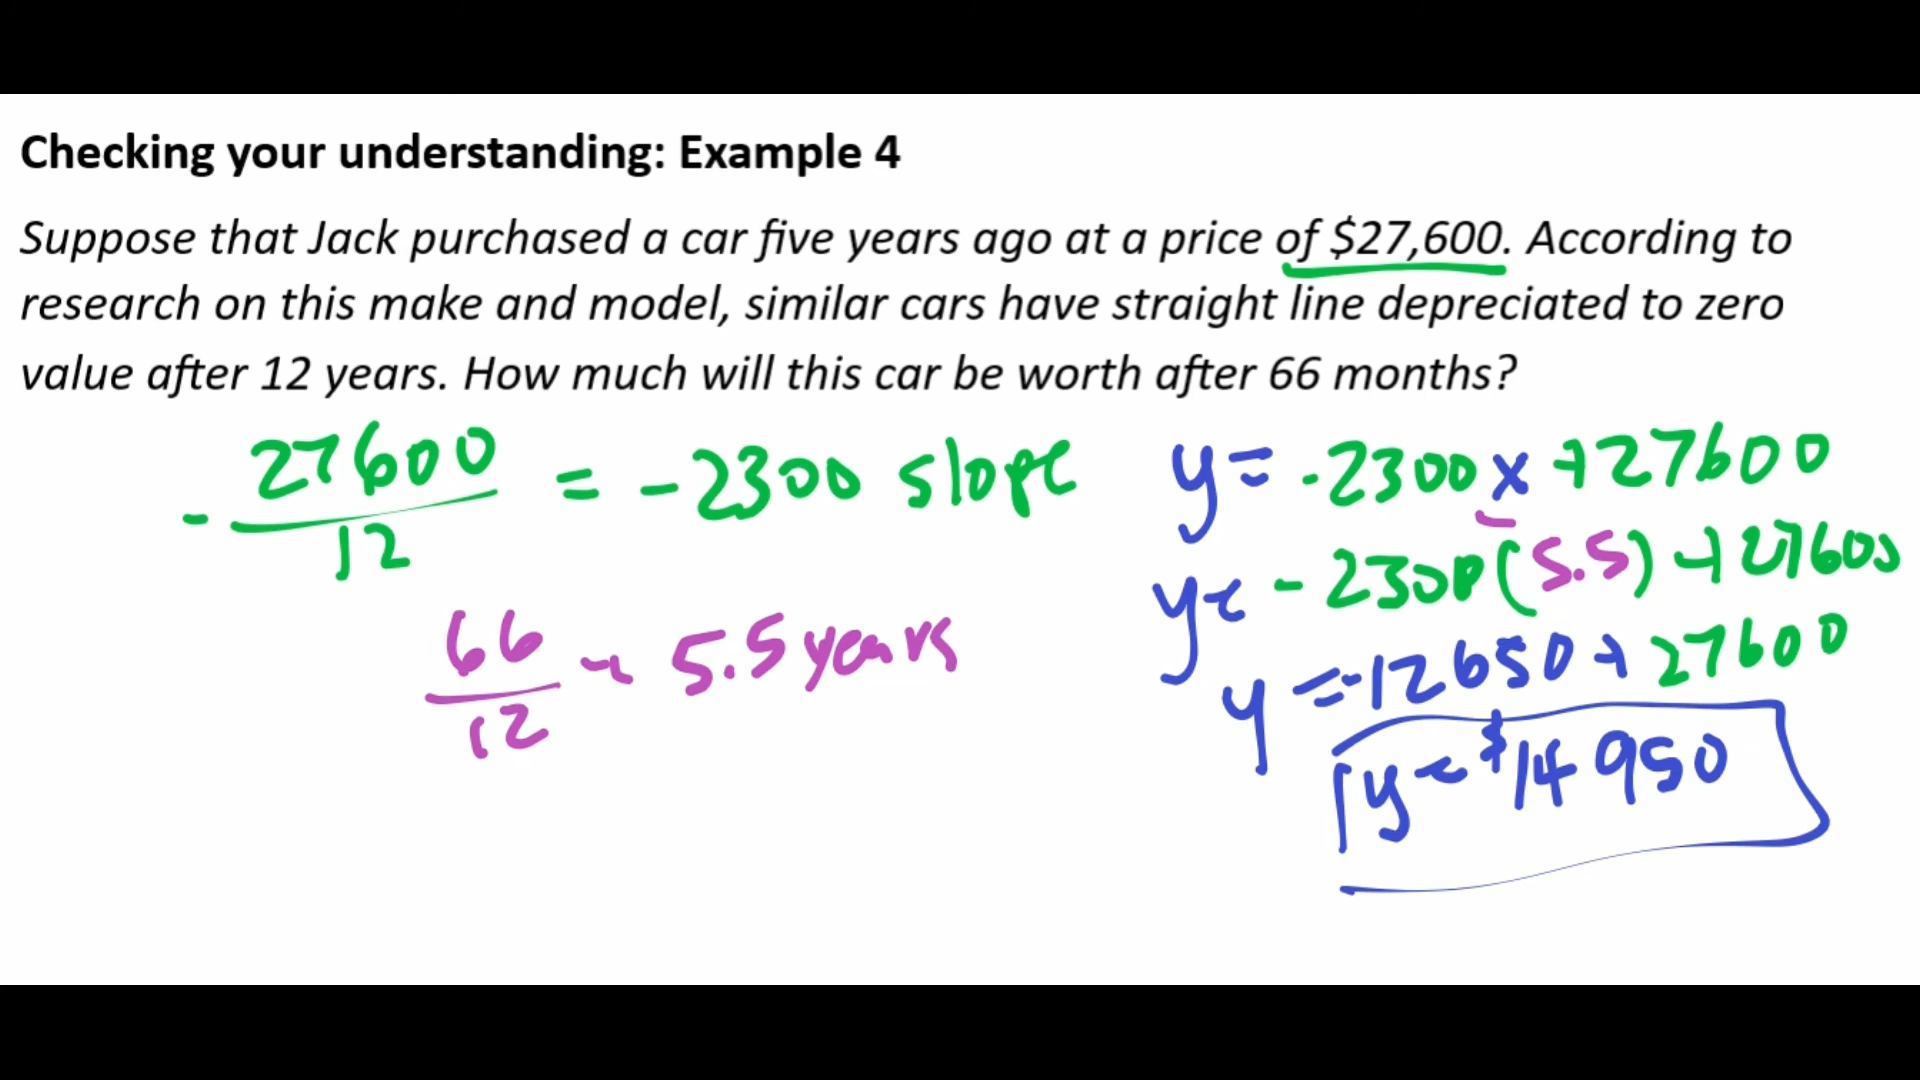 Checking your understanding: Example 4
Suppose that Jack purchased a car five years ago at a price of $27,600. According to
research on this make and model, similar cars have straight line depreciated to zero
value after 12 years. How much will this car be worth after 66 months?
- 27600 / 12 = -2300 slope
66 / 12 = 5.5 years
y = -2300x + 27600
y = -2300(5.5) + 27600
y = -12650 + 27600
y = $14950